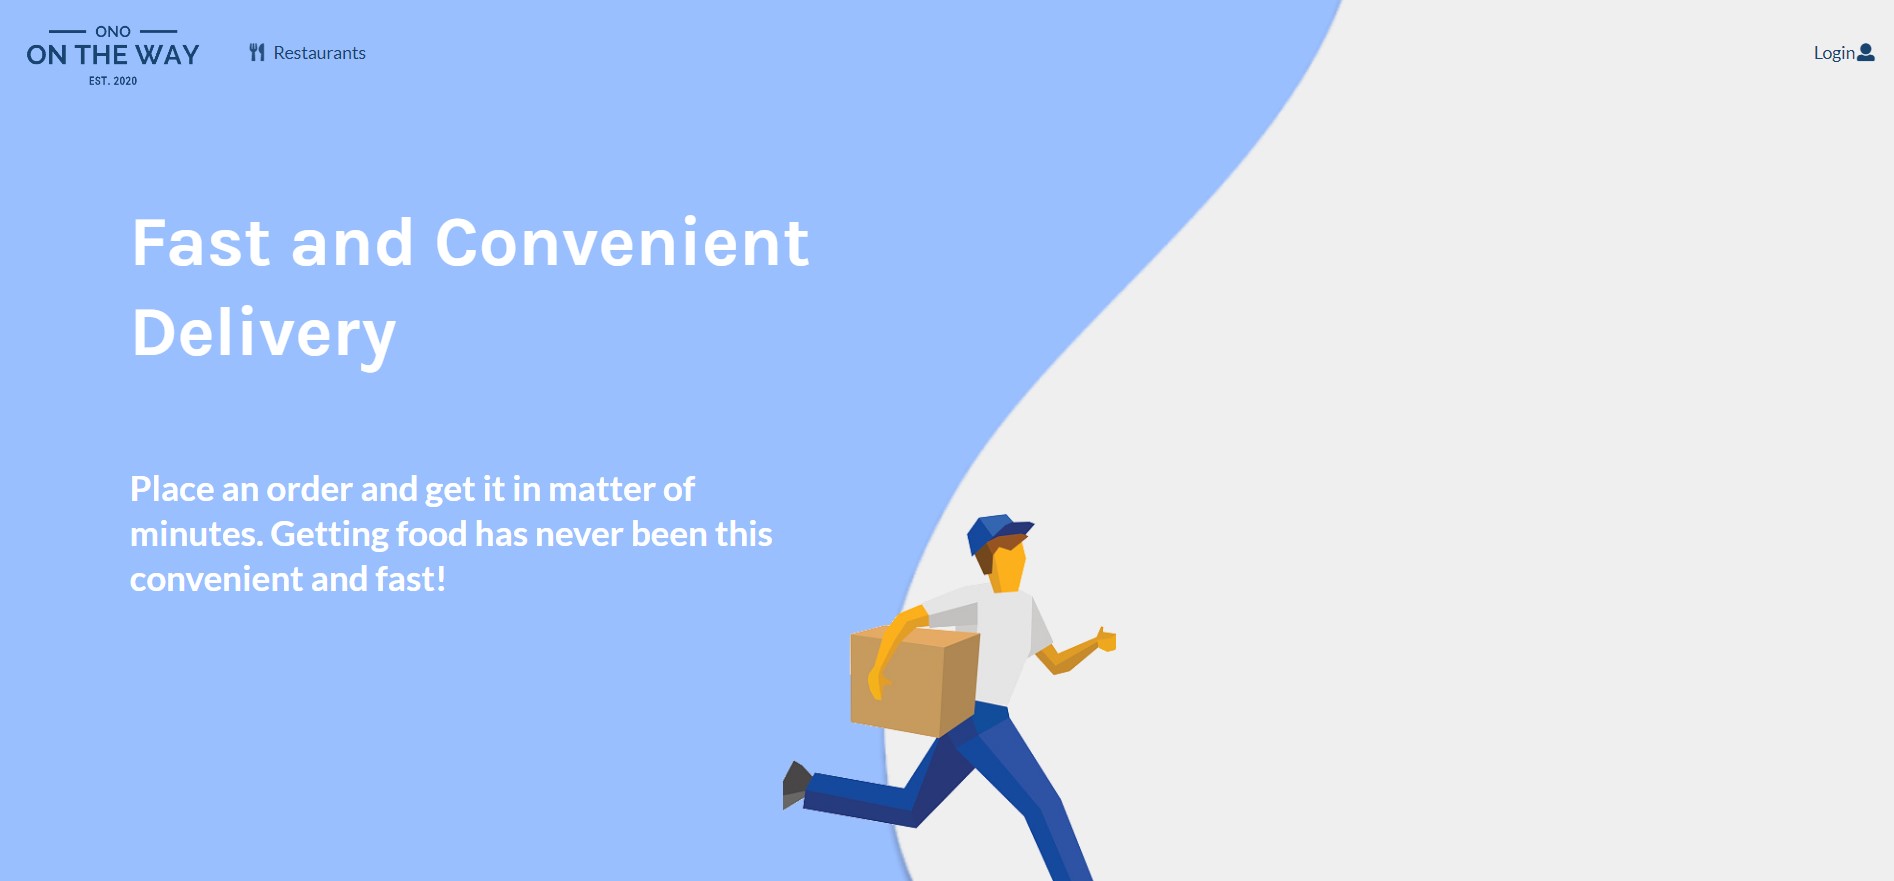 ONO
ON THE WAY
EST. 2020
Restaurants
Login
Fast and Convenient
Delivery
Place an order and get it in matter of
minutes. Getting food has never been this
convenient and fast!